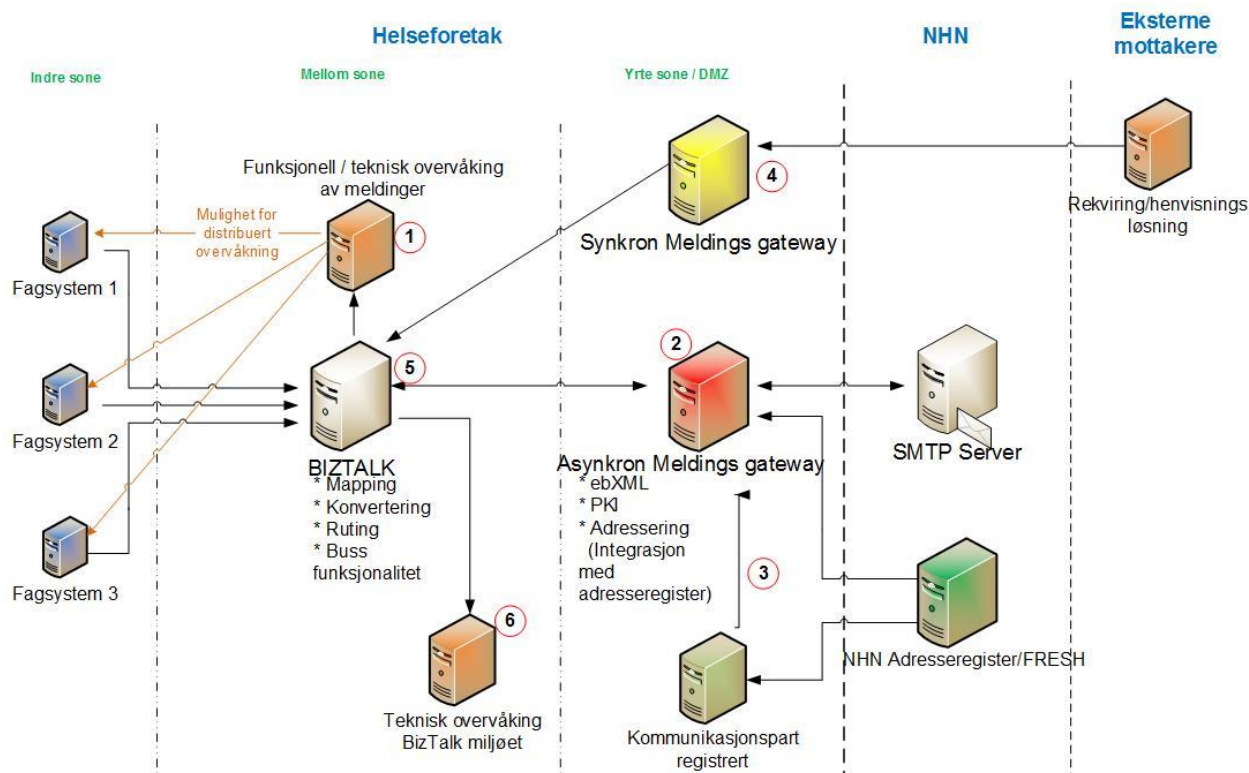 Helseforetak
NHN
Eksterne
mottakere
Indre sone
Mellom sone
Yrte sone / DMZ
Funksjonell / teknisk overvåking
av meldinger
Mulighet for
distribuert
overvåkning
1
4
Synkron Meldings gateway
Rekviring/henvisnings
løsning
Fagsystem 1
Fagsystem 2
Fagsystem 3
5
BIZTALK
* Mapping
* Konvertering
* Ruting
* Buss
funksjonalitet
2
Asynkron Meldings gateway
* ebXML
* PKI
* Adressering
(Integrasjon
med
adresseregister)
3
SMTP Server
NHN Adresseregister/FRESH
6
Teknisk overvåking
BizTalk miljøet
Kommunikasjonspart
registrert